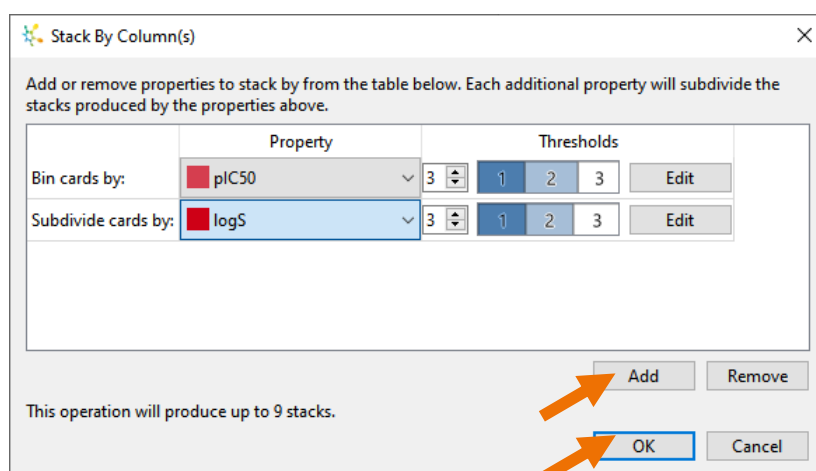 Stack By Column(s)
Add or remove properties to stack by from the table below. Each additional property will subdivide the
stacks produced by the properties above.
Property Thresholds
Bin cards by: pIC50 3 1 2 3 Edit
Subdivide cards by: logS 3 1 2 3 Edit
Add Remove
This operation will produce up to 9 stacks.
OK Cancel